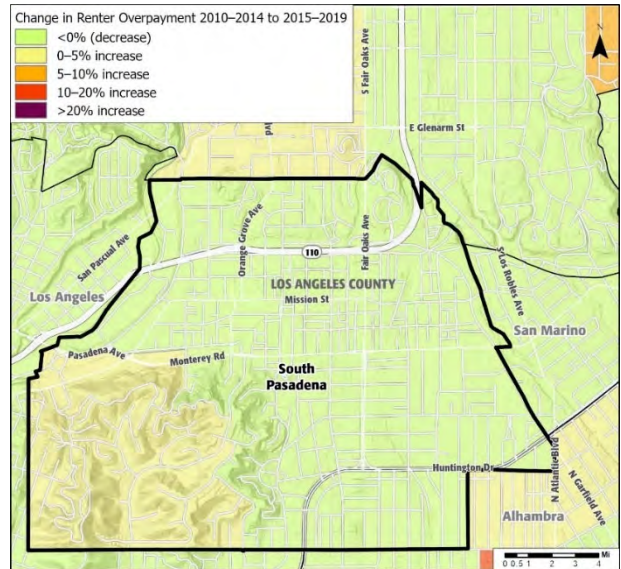 Change in Renter Overpayment 2010–2014 to 2015–2019
<0% (decrease)
0–5% increase
5–10% increase
10–20% increase
>20% increase
S Fair Oaks Ave
N
E Glenarm St
San Pascual Ave
Orange Grove Ave
Fair Oaks Ave
110
Los Angeles
LOS ANGELES COUNTY
Mission St
S Los Robles Ave
San Marino
Pasadena Ave
Monterey Rd
South
Pasadena
Huntington Dr
N Atlantic Blvd
N Garfield Ave
Alhambra
0 0.5 1 2 3 4 Mi